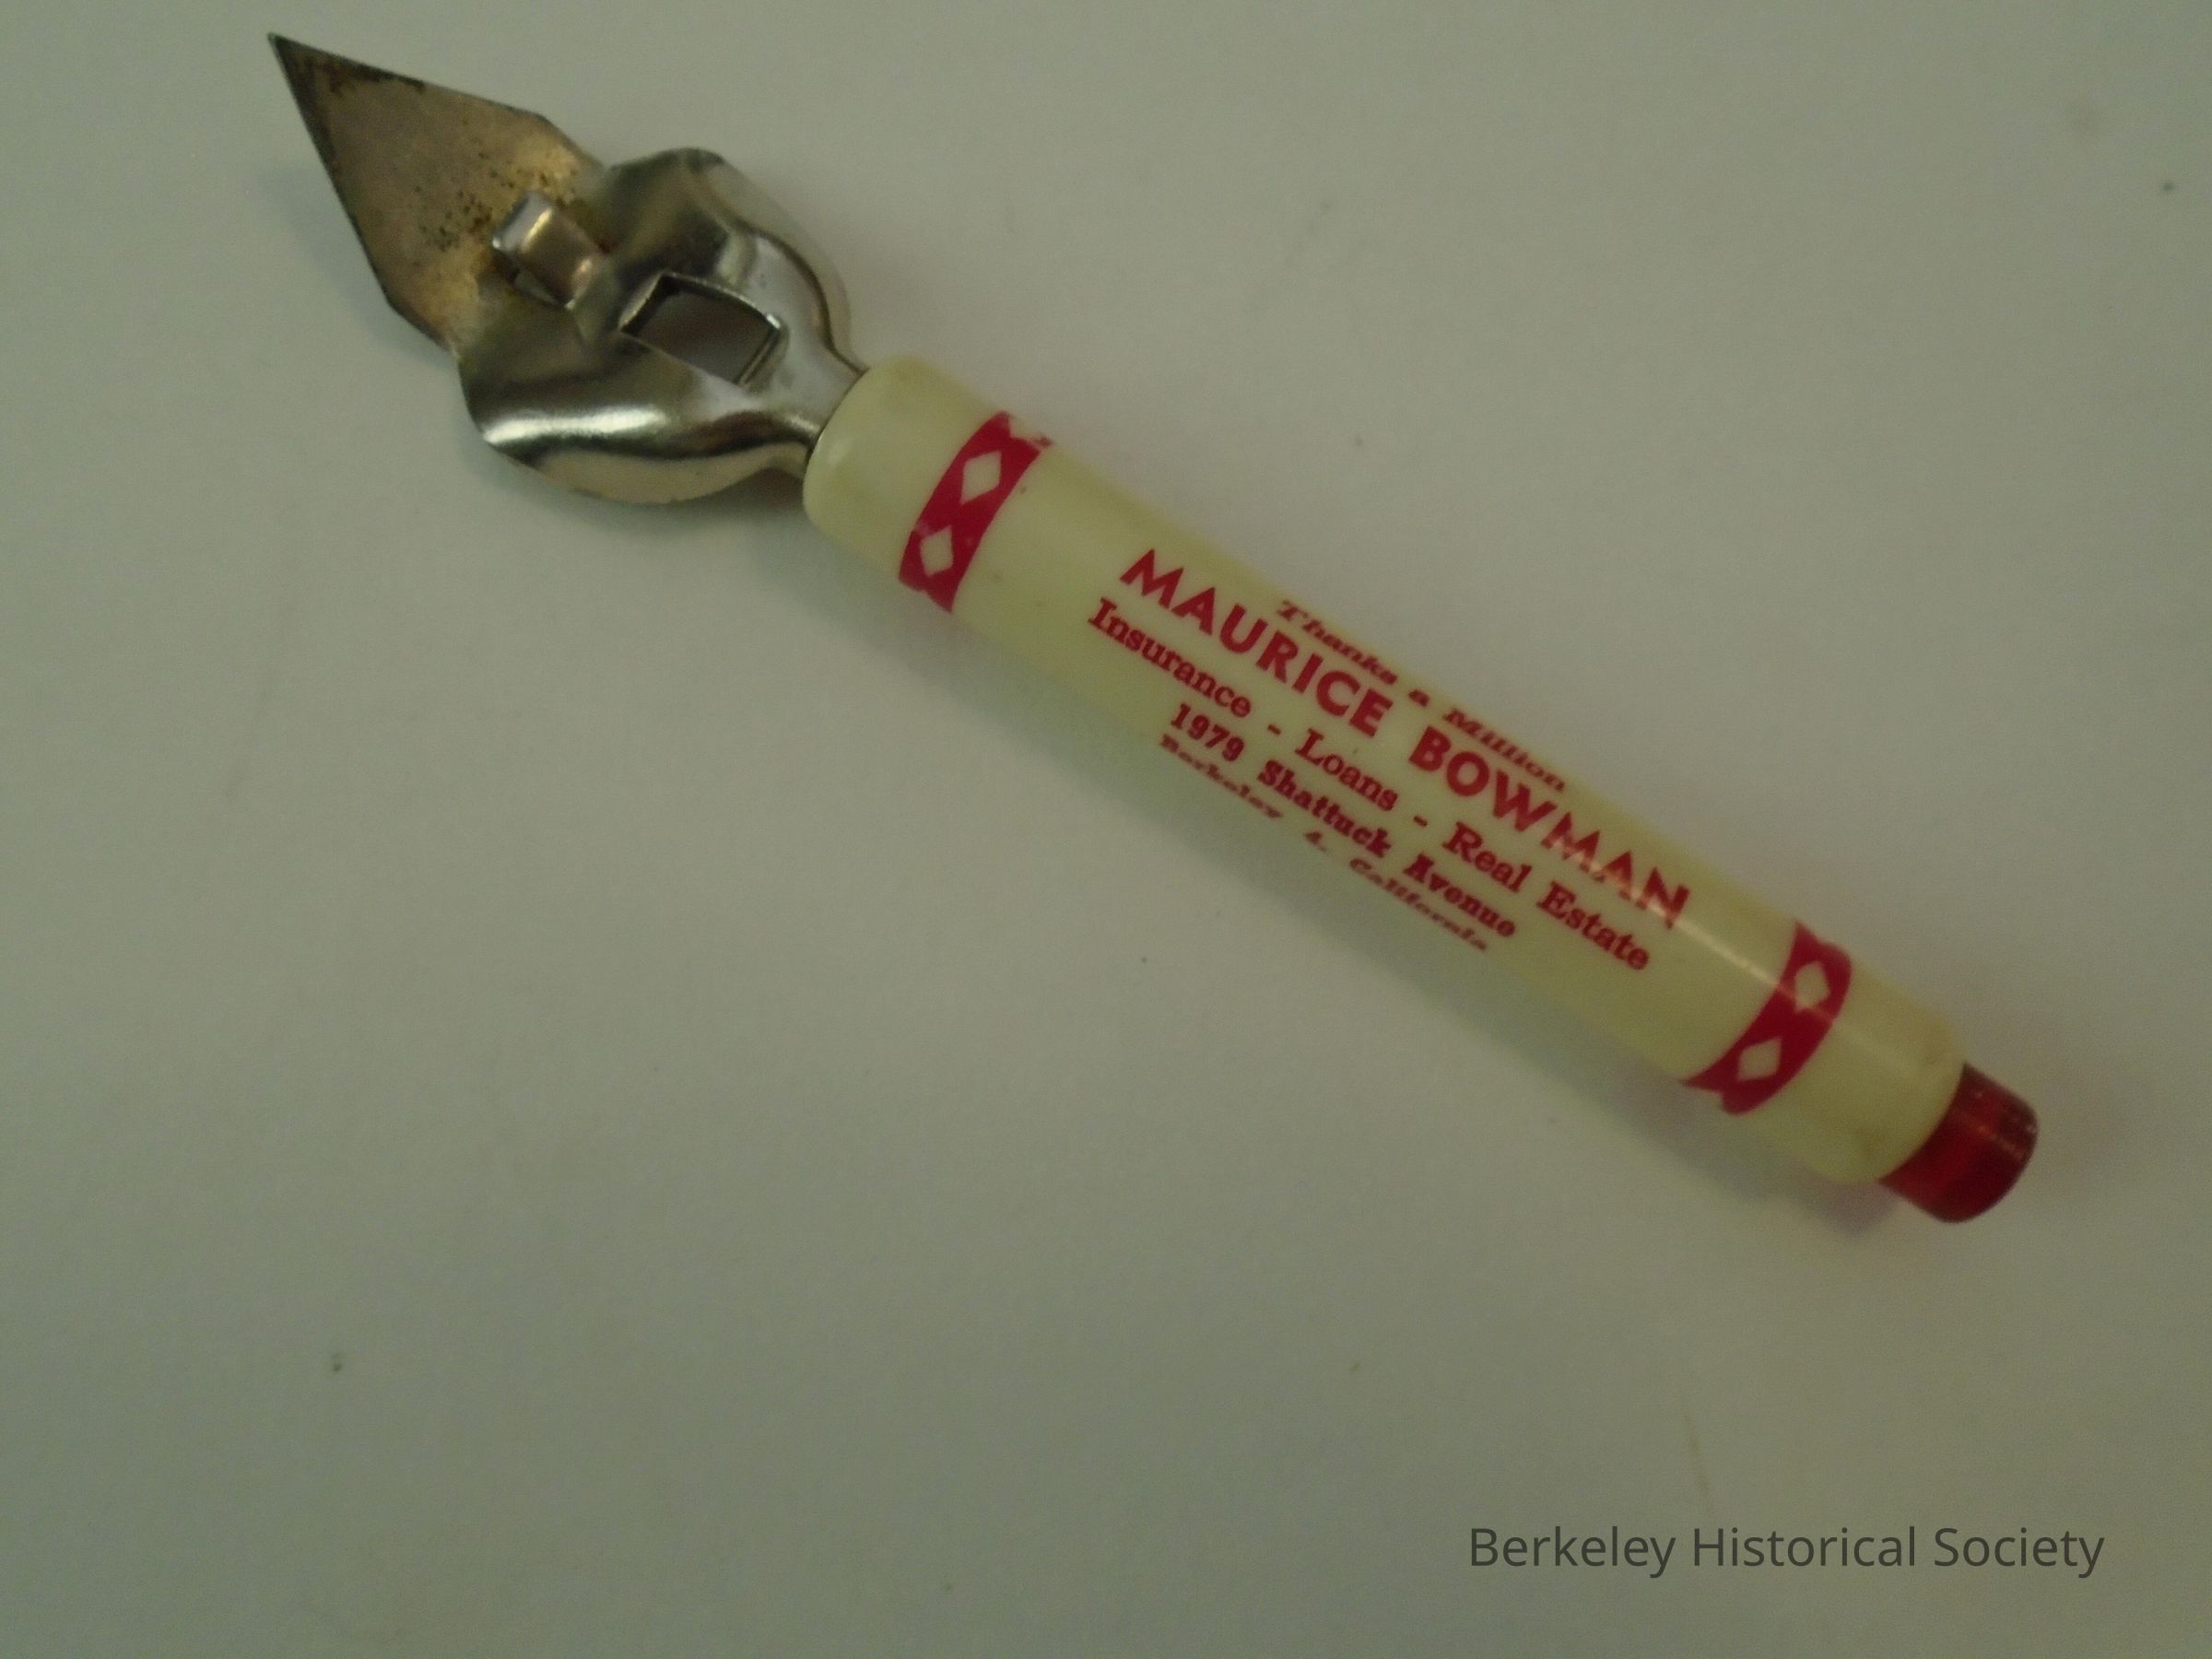 Thanks a Million
MAURICE BOWMAN
Insurance - Loans - Real Estate
1979 Shattuck Avenue
Berkeley 4, California
Berkeley Historical Society